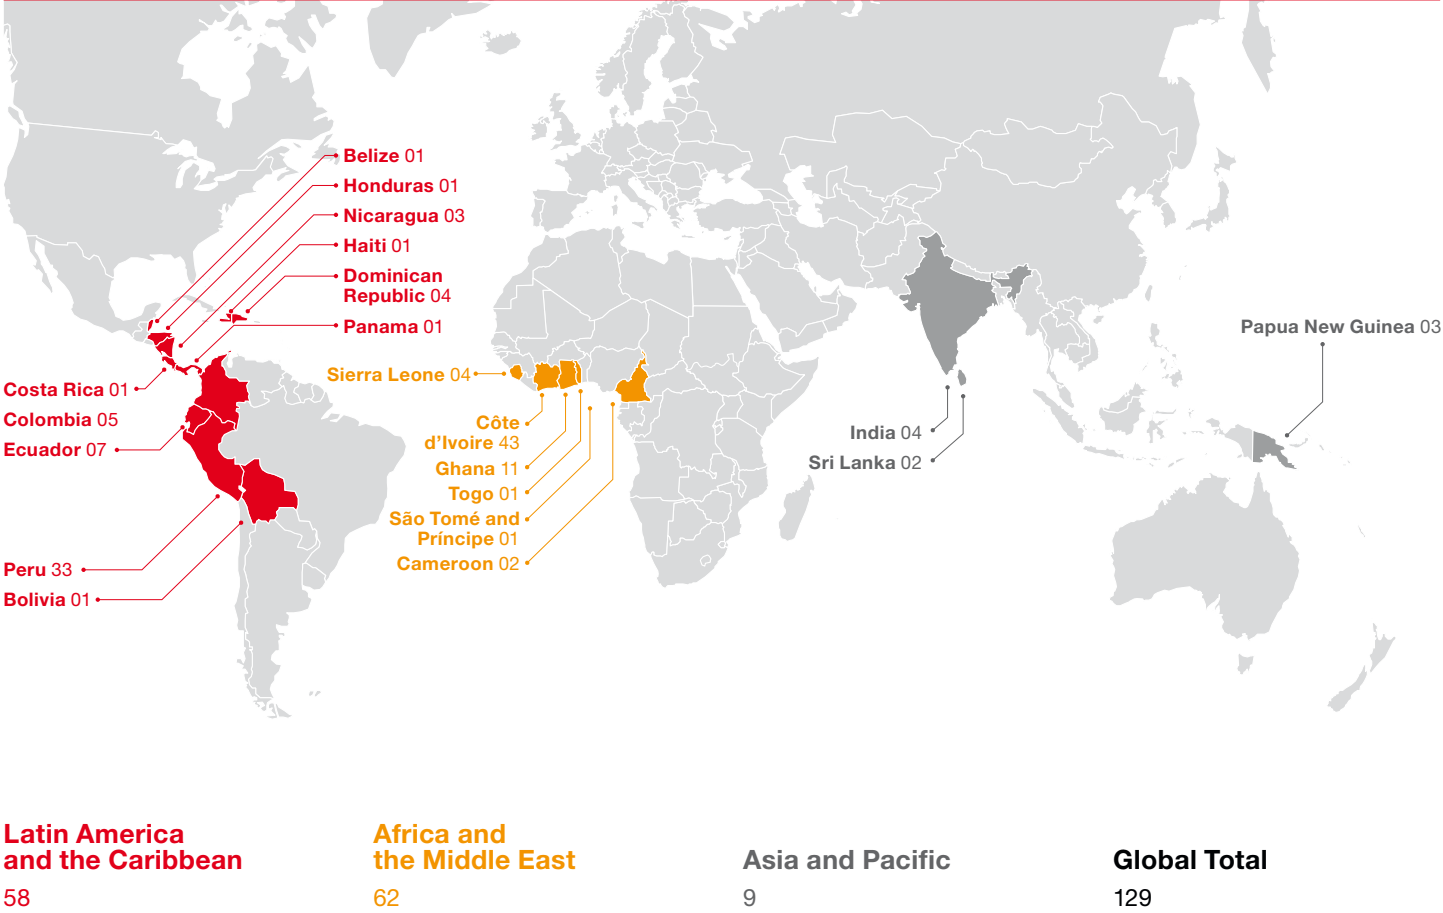 Belize 01
Honduras 01
Nicaragua 03
Haiti 01
Dominican
Republic 04
Panama 01
Costa Rica 01
Colombia 05
Ecuador 07
Peru 33
Bolivia 01
Sierra Leone 04
Côte
d’Ivoire 43
Ghana 11
Togo 01
São Tomé and
Príncipe 01
Cameroon 02
India 04
Sri Lanka 02
Papua New Guinea 03
Latin America
and the Caribbean
58
Africa and
the Middle East
62
Asia and Pacific
9
Global Total
129